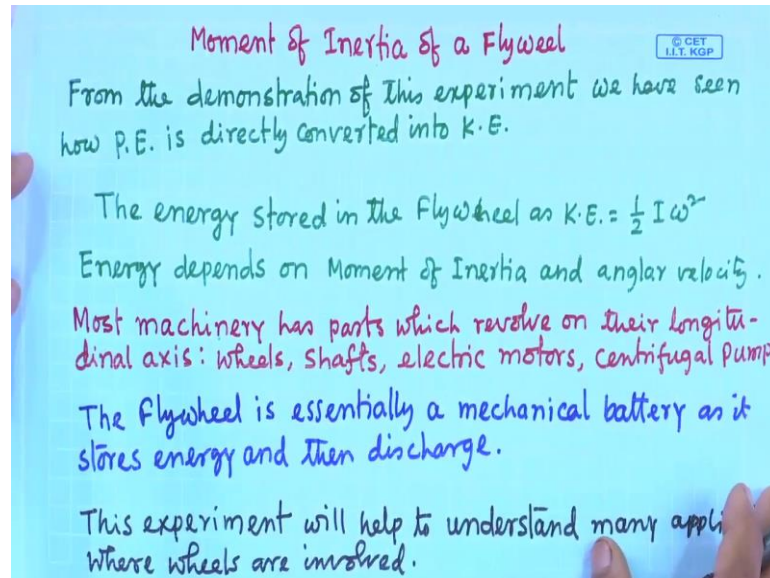 Moment of Inertia of a Flyweel
© CET
I.I.T. KGP
From the demonstration of this experiment we have seen
how P.E. is directly converted into K.E.
The energy stored in the Flywheel as K.E. = ½ I ω²
Energy depends on Moment of Inertia and anglar velocity.
Most machinery has parts which revolve on their longitu-
dinal axis: wheels, shafts, electric motors, centrifugal pump
The flywheel is essentially a mechanical battery as it
stores energy and then discharge.
This experiment will help to understand many appli
where wheels are involved.